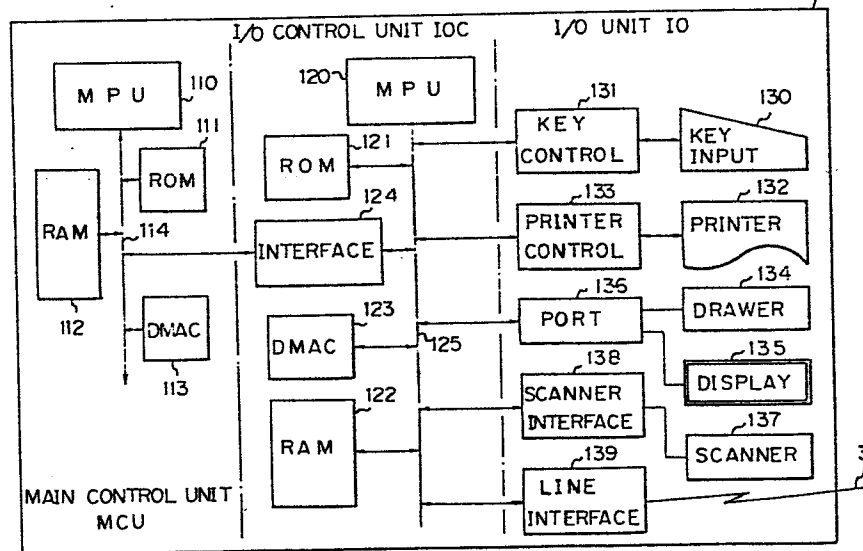 I/O CONTROL UNIT IOC
I/O UNIT IO
MPU
110
120
MPU
131
KEY
CONTROL
130
KEY
INPUT
111
ROM
121
ROM
RAM
112
114
124
INTERFACE
133
PRINTER
CONTROL
132
PRINTER
DMAC
113
123
DMAC
125
136
PORT
134
DRAWER
135
DISPLAY
122
RAM
138
SCANNER
INTERFACE
137
SCANNER
139
LINE
INTERFACE
3
MAIN CONTROL UNIT
MCU